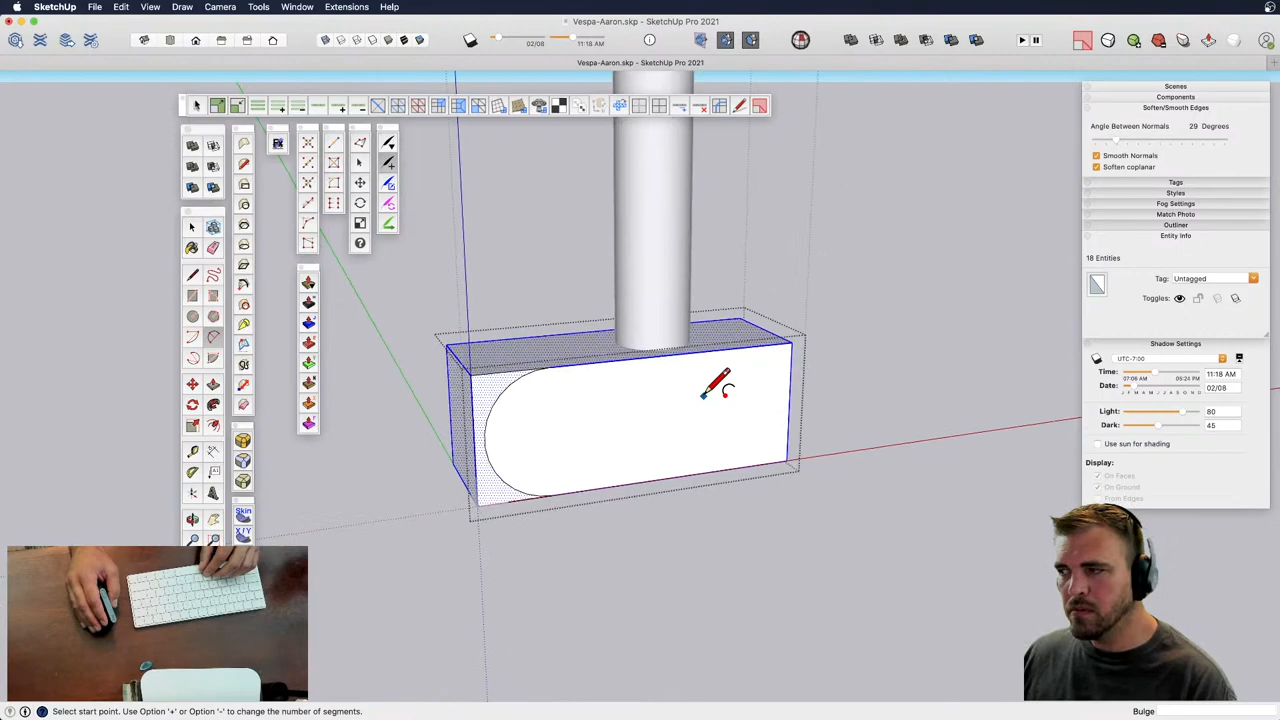 SketchUp File Edit View Draw Camera Tools Window Extensions Help
Vespa-Aaron.skp - SketchUp Pro 2021
02/08 11:18 AM
Vespa-Aaron.skp - SketchUp Pro 2021
Scenes
Components
Soften/Smooth Edges
Angle Between Normals 29 Degrees
Smooth Normals
Soften coplanar
Tags
Styles
Fog Settings
Match Photo
Outliner
Entity Info
18 Entities
Tag: Untagged
Toggles:
Shadow Settings
UTC-7:00
Time: 11:18 AM
07:06 AM 05:24 PM
Date: J F M A M J J A S O N D 02/08
Light: 80
Dark: 45
Use sun for shading
Display:
On Faces
On Ground
From Edges
Skin
X / Y
Select start point. Use Option '+' or Option '-' to change the number of segments.
Bulge